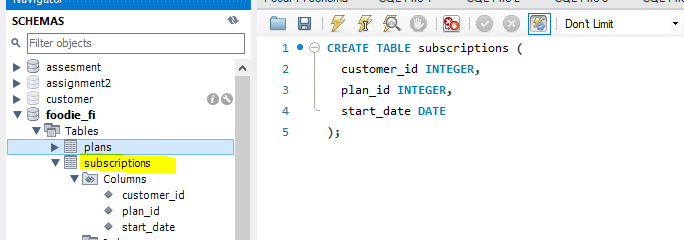 Navigator
SCHEMAS
Filter objects
assesment
assignment2
customer
foodie_fi
Tables
plans
subscriptions
Columns
customer_id
plan_id
start_date
Don't Limit
1 CREATE TABLE subscriptions (
2 customer_id INTEGER,
3 plan_id INTEGER,
4 start_date DATE
5 );